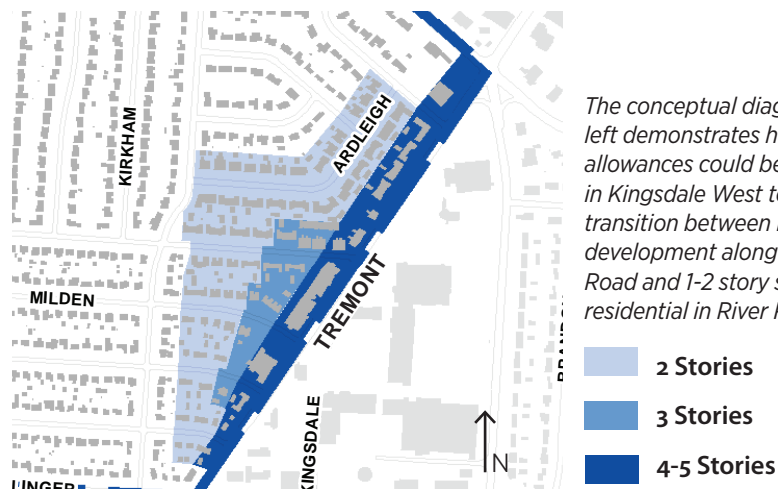 KIRKHAM
ARDLEIGH
MILDEN
TREMONT
KINGSDALE
N
The conceptual diag
left demonstrates h
allowances could be
in Kingsdale West to
transition between
development along
Road and 1-2 story s
residential in River
2 Stories
3 Stories
4-5 Stories